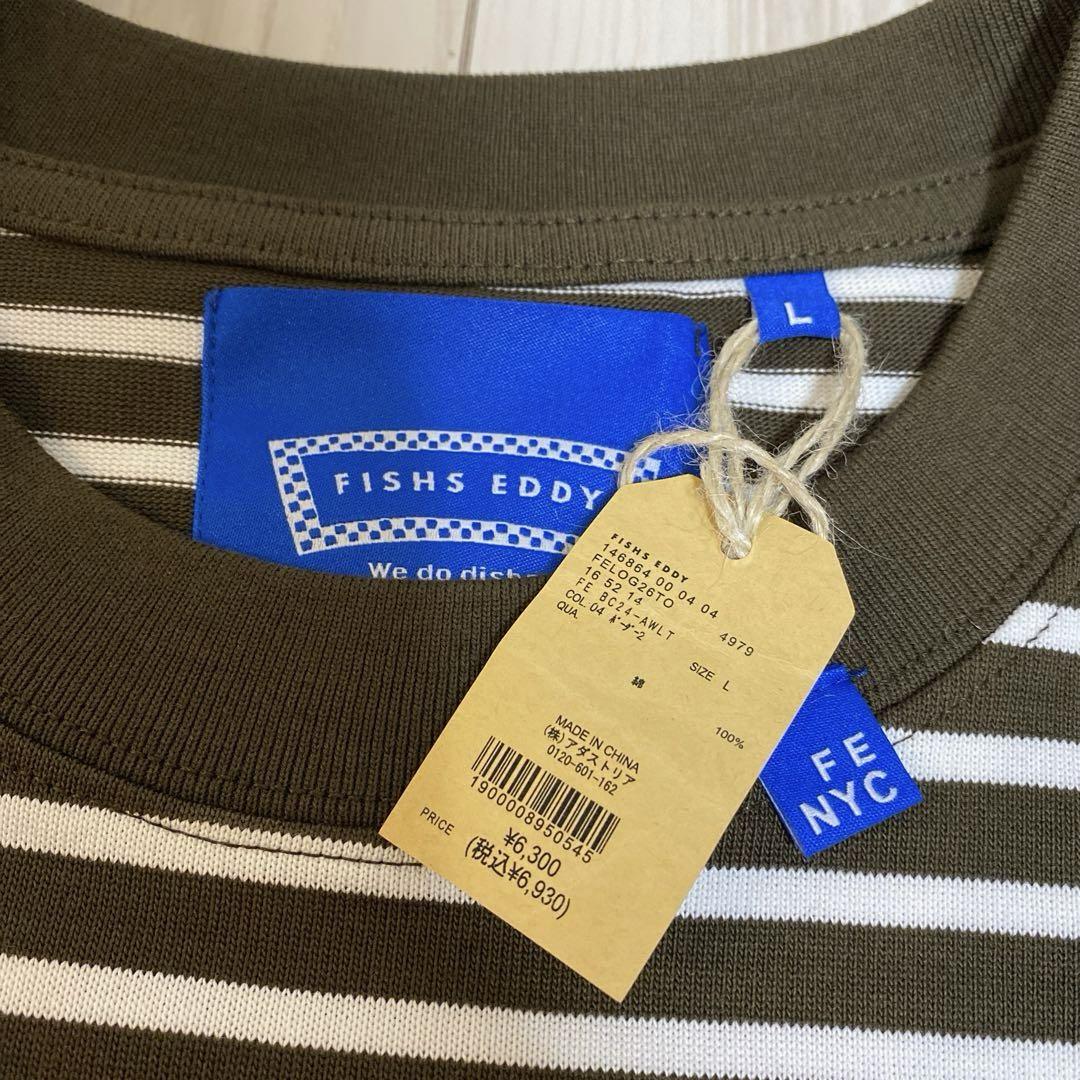 L
FISHS EDDY
We do dish
FISHS EDDY
146864 00 04 04
FELOG26TO
16 52 14 4979
FE BC24-AWLT
COL.04 ボーダー2
QUA.
SIZE L
綿 100%
MADE IN CHINA
(株)アダストリア
0120-601-162
1900008950545
PRICE ¥6,300
(税込¥6,930)
FE
NYC